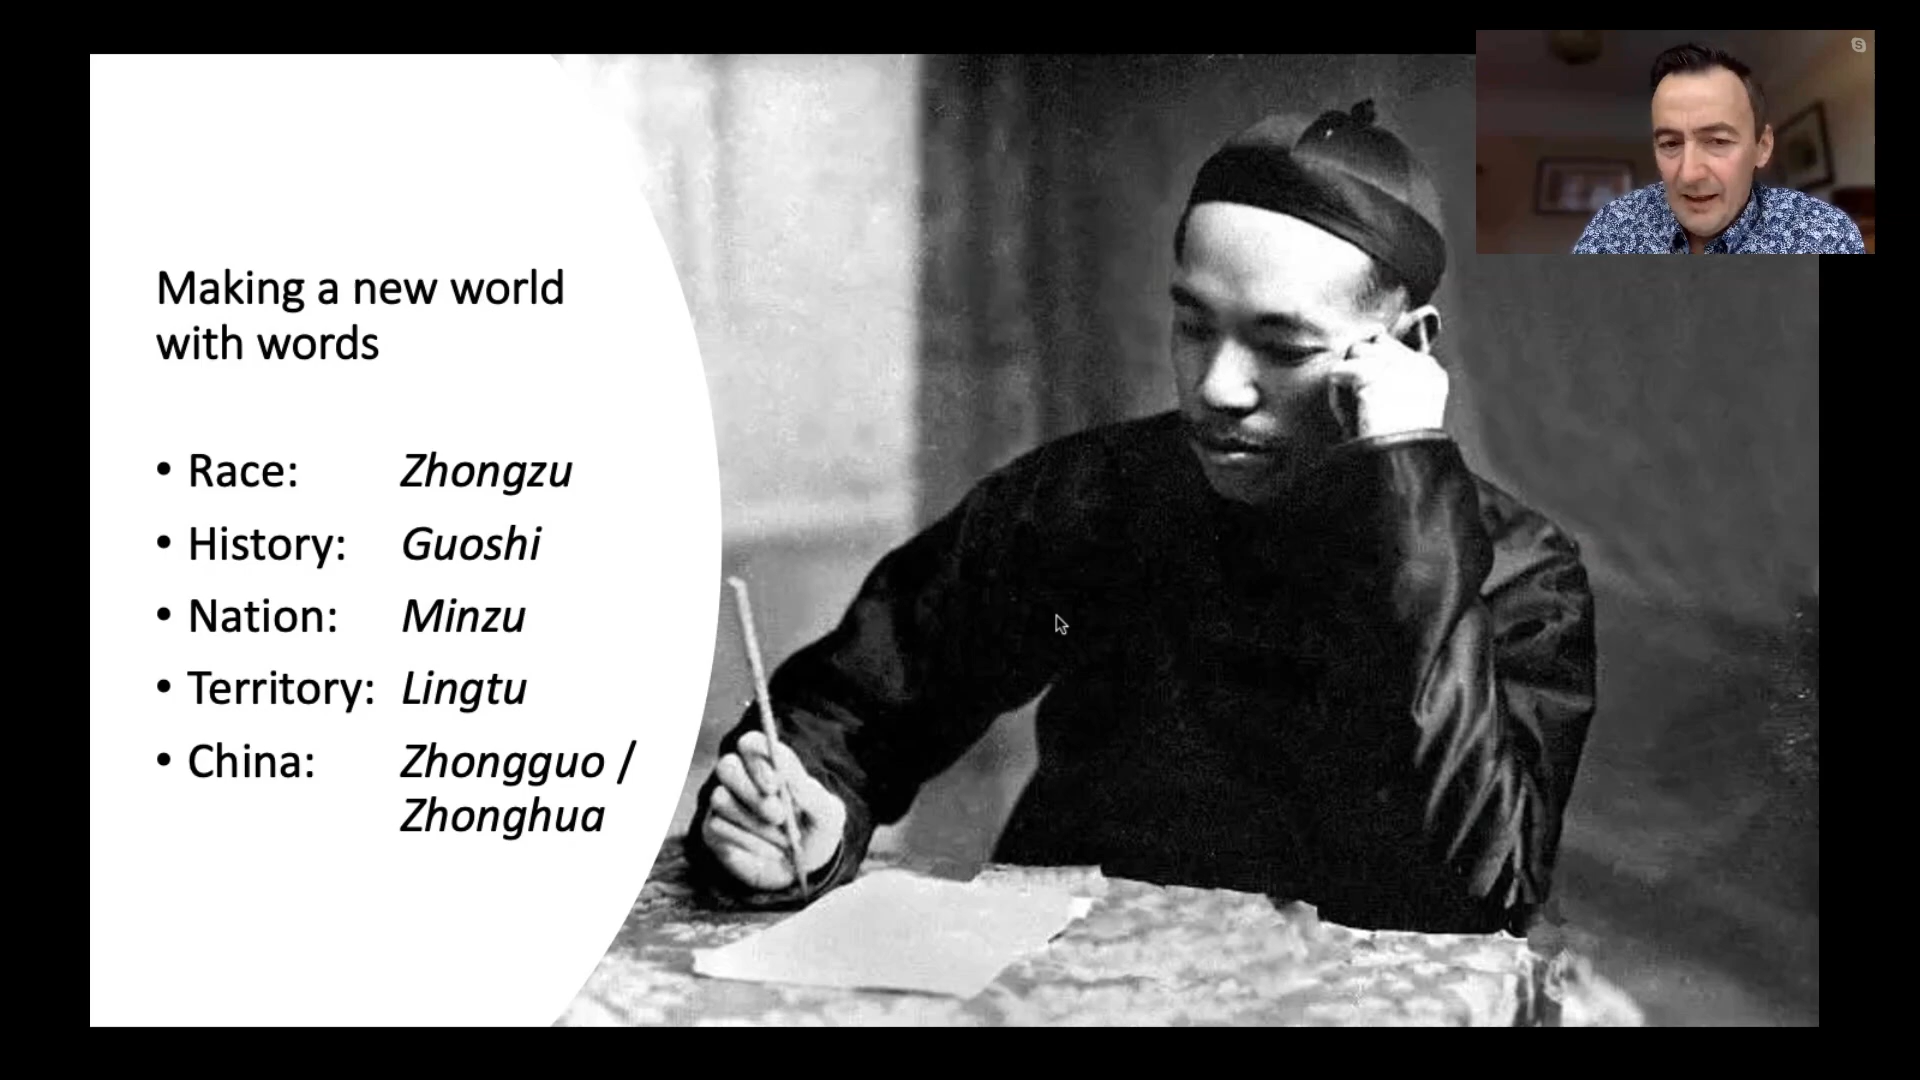 Making a new world
with words
• Race: Zhongzu
• History: Guoshi
• Nation: Minzu
• Territory: Lingtu
• China: Zhongguo /
Zhonghua